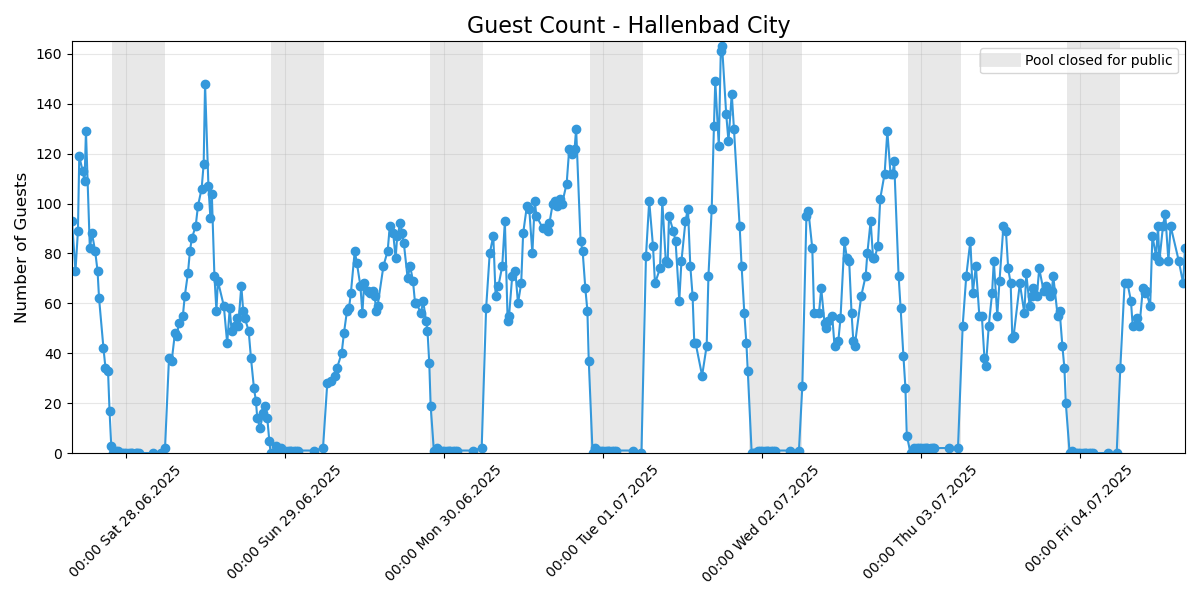 Guest Count - Hallenbad City
Pool closed for public
Number of Guests
160
140
120
100
80
60
40
20
0
00:00 Sat 28.06.2025
00:00 Sun 29.06.2025
00:00 Mon 30.06.2025
00:00 Tue 01.07.2025
00:00 Wed 02.07.2025
00:00 Thu 03.07.2025
00:00 Fri 04.07.2025